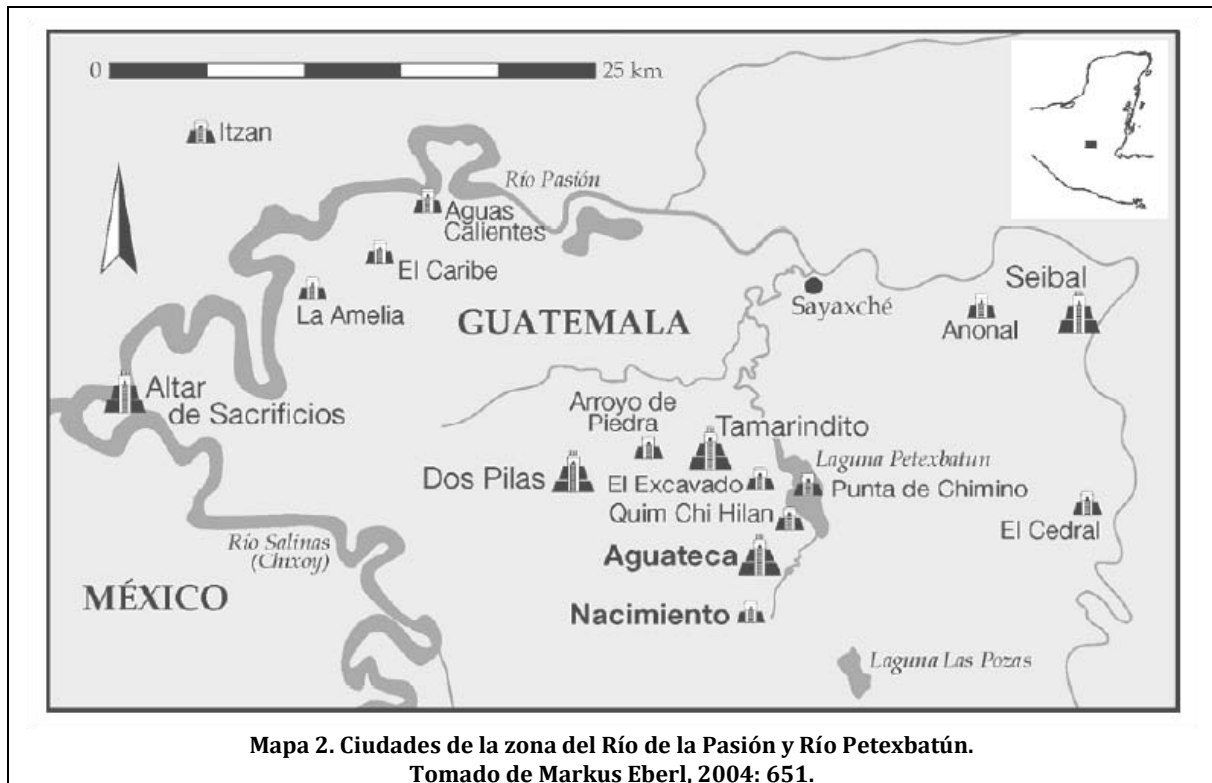 0 25 km
Itzan
Río Pasión
Aguas
Calientes
El Caribe
La Amelia
GUATEMALA
Sayaxché
Seibal
Anonal
Altar
de Sacrificios
Arroyo de
Piedra
Tamarindito
Laguna Petexbatun
Dos Pilas
El Excavado
Punta de Chimino
Quim Chi Hilan
El Cedral
Río Salinas
(Chixoy)
Aguateca
MÉXICO
Nacimiento
Laguna Las Pozas
Mapa 2. Ciudades de la zona del Río de la Pasión y Río Petexbatún.
Tomado de Markus Eberl, 2004: 651.